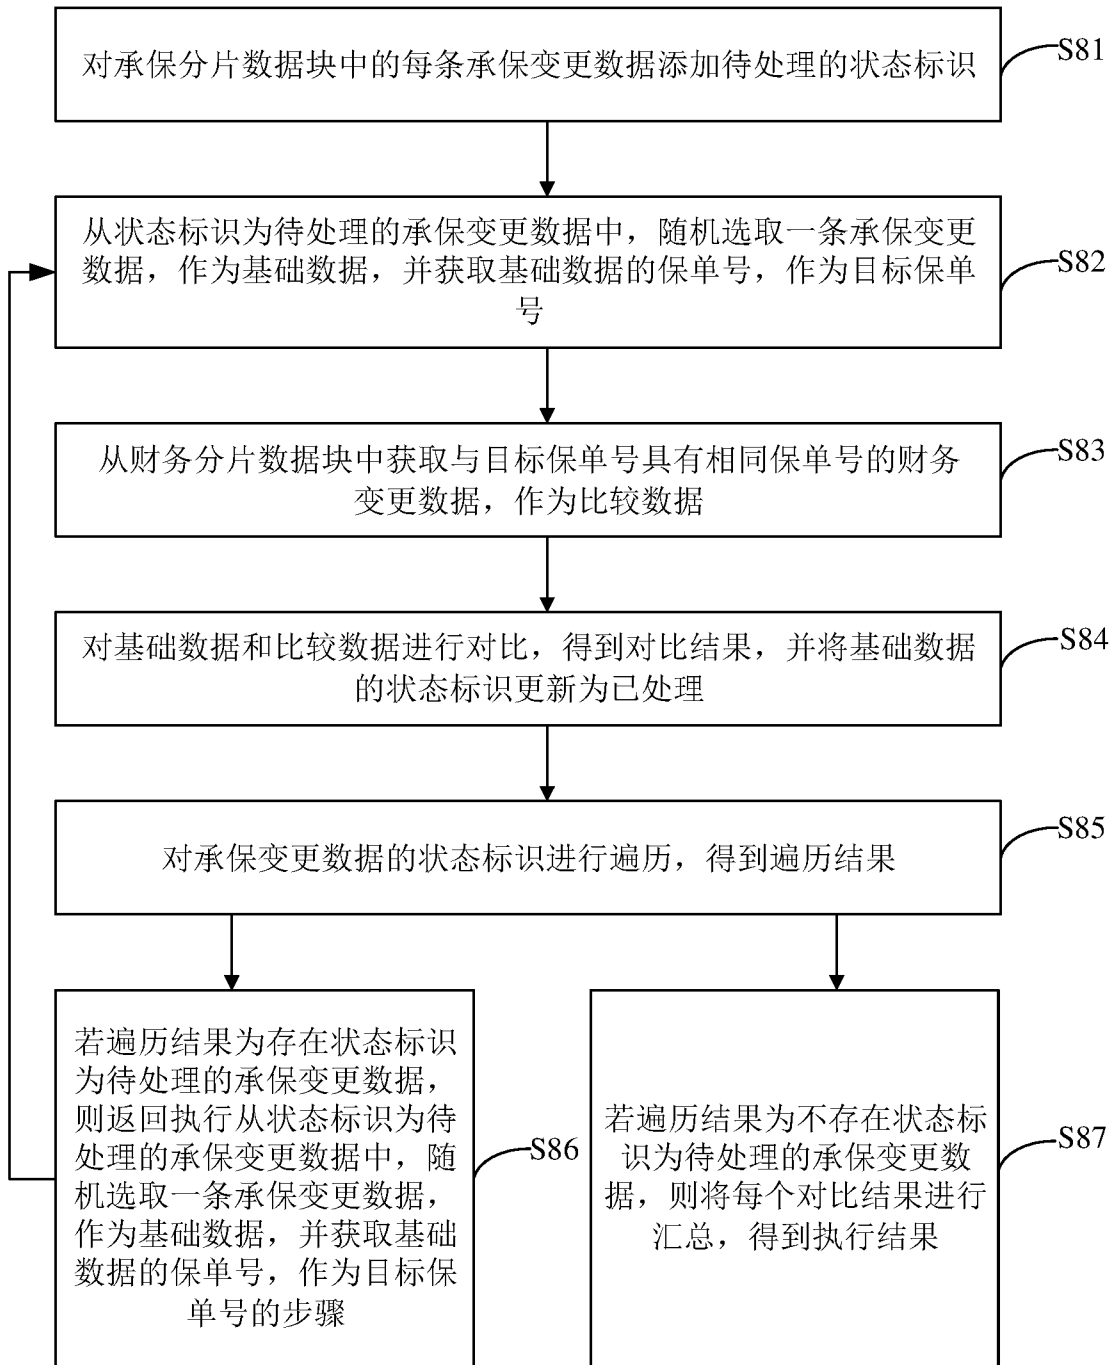 对承保分片数据块中的每条承保变更数据添加待处理的状态标识
S81
从状态标识为待处理的承保变更数据中，随机选取一条承保变更
数据，作为基础数据，并获取基础数据的保单号，作为目标保单
号
S82
从财务分片数据块中获取与目标保单号具有相同保单号的财务
变更数据，作为比较数据
S83
对基础数据和比较数据进行对比，得到对比结果，并将基础数据
的状态标识更新为已处理
S84
对承保变更数据的状态标识进行遍历，得到遍历结果
S85
若遍历结果为存在状态标识
为待处理的承保变更数据，
则返回执行从状态标识为待
处理的承保变更数据中，随
机选取一条承保变更数据，
作为基础数据，并获取基础
数据的保单号，作为目标保
单号的步骤
S86
若遍历结果为不存在状态标
识为待处理的承保变更数
据，则将每个对比结果进行
汇总，得到执行结果
S87